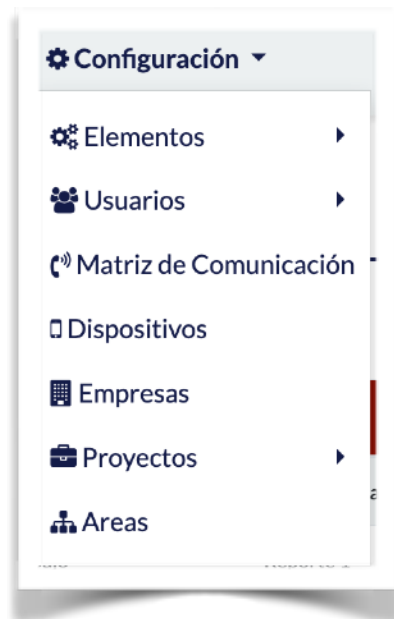 Configuración
Elementos
Usuarios
Matriz de Comunicación
Dispositivos
Empresas
Proyectos
Areas